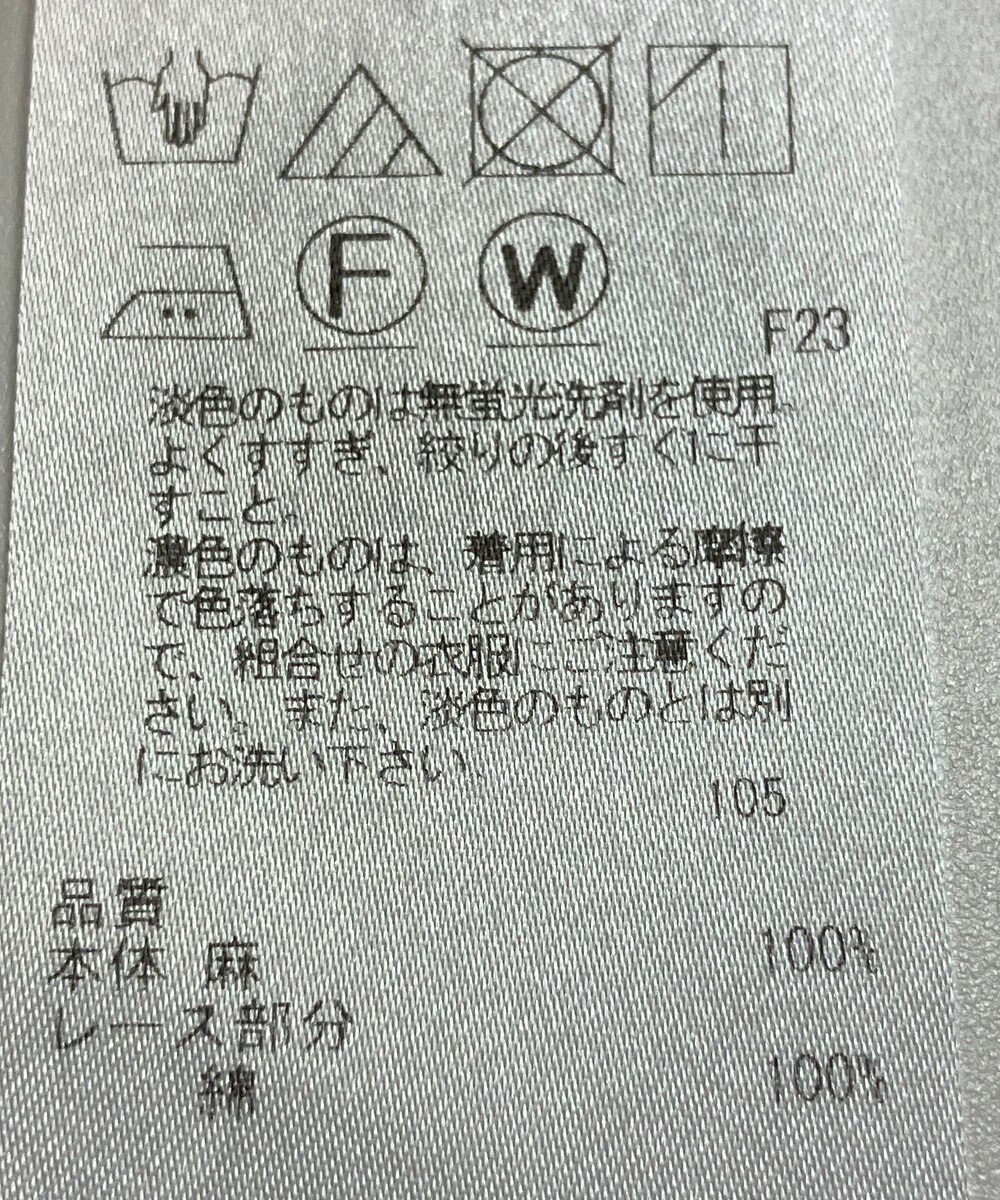 F W
F23
淡色のものは無蛍光洗剤を使用。
よくすすぎ、絞りの後すぐに干
すこと。
濃色のものは、着用による摩擦
で色落ちすることがありますの
で、組合せの衣服にご注意くだ
さい。また、淡色のものとは別
にお洗い下さい。
105
品質
本体 麻 100%
レース部分
綿 100%